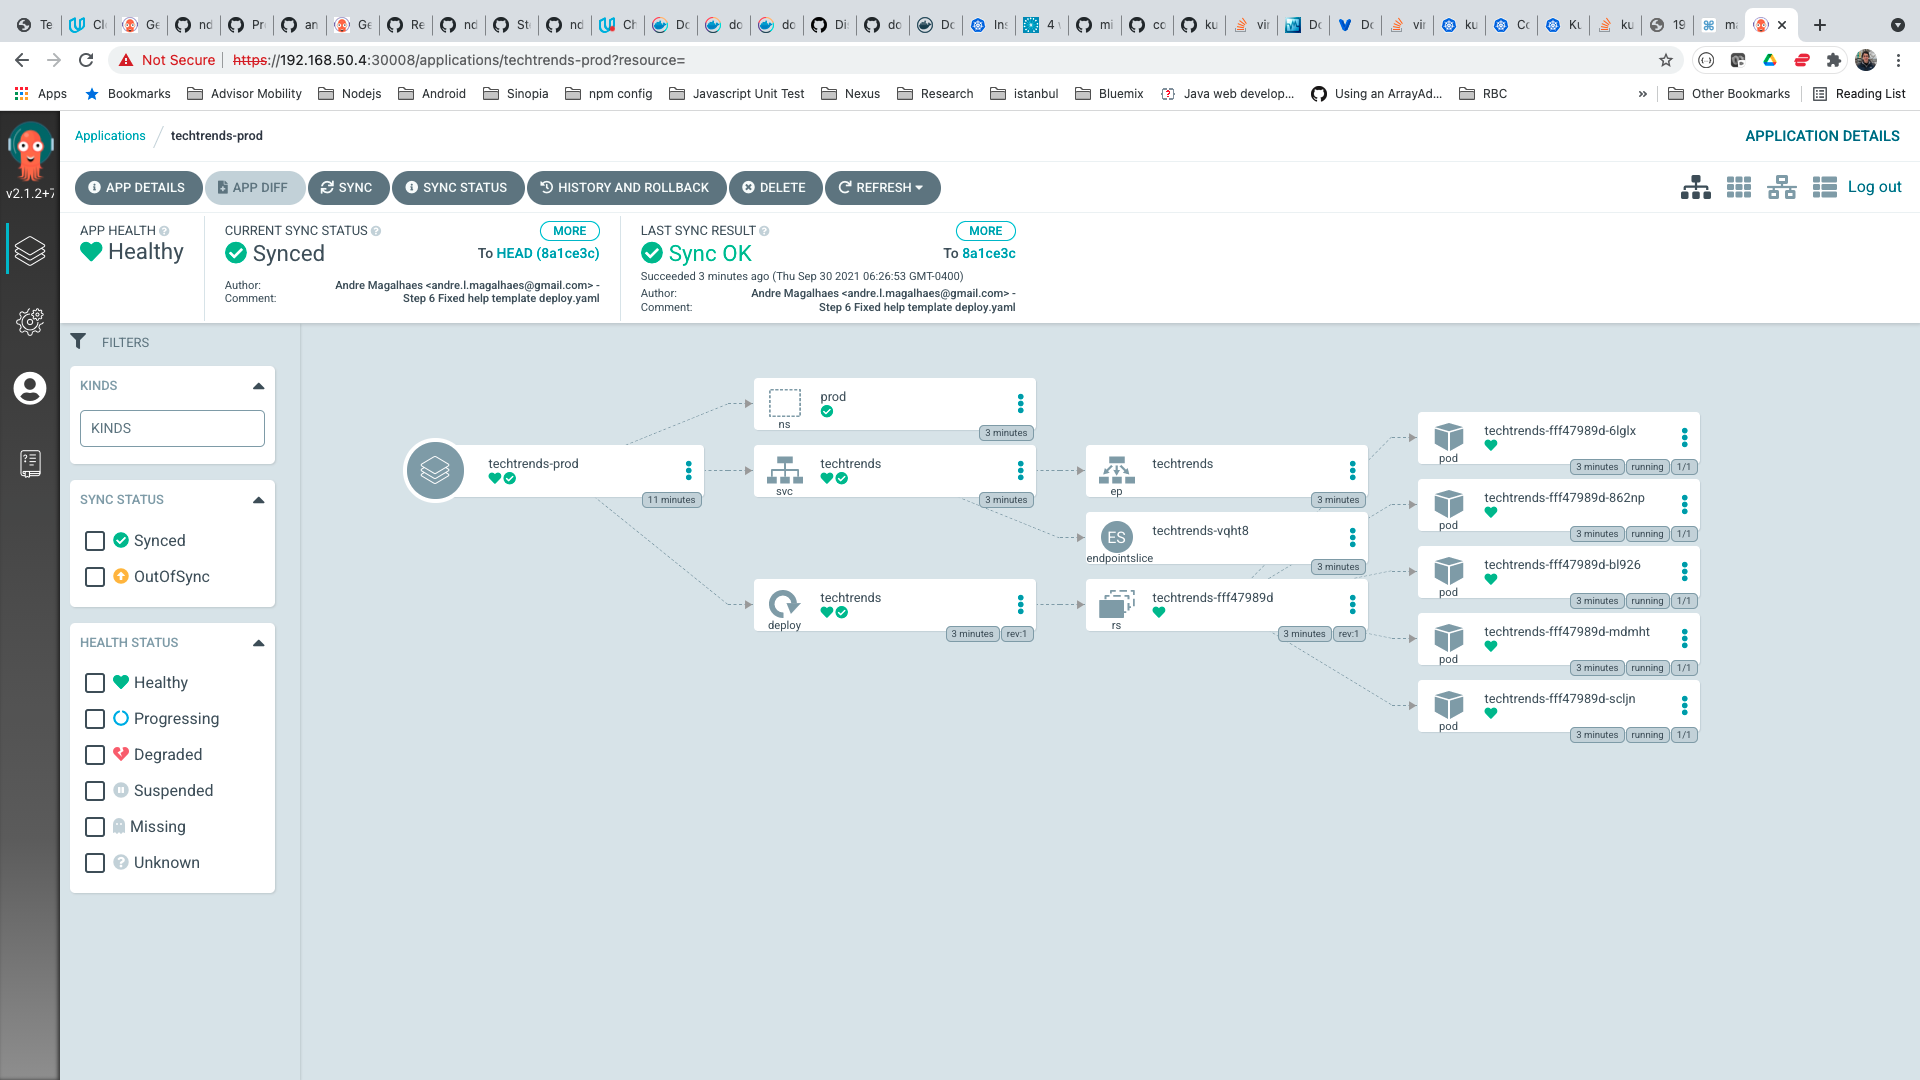 Te
Cl
Ge
nd
Pr
an
Ge
Re
nd
St
nd
Ch
Do
do
do
Di
do
Do
Ins
4
mi
co
ku
vir
Do
Do
vir
ku
Co
Ku
ku
19
m
Not Secure
https://192.168.50.4:30008/applications/techtrends-prod?resource=
Apps
Bookmarks
Advisor Mobility
Nodejs
Android
Sinopia
npm config
Javascript Unit Test
Nexus
Research
istanbul
Bluemix
Java web develop...
Using an ArrayAd...
RBC
»
Other Bookmarks
Reading List
v2.1.2+7
Applications
techtrends-prod
APPLICATION DETAILS
APP DETAILS
APP DIFF
SYNC
SYNC STATUS
HISTORY AND ROLLBACK
DELETE
REFRESH
Log out
APP HEALTH
Healthy
CURRENT SYNC STATUS
MORE
Synced
To HEAD (8a1ce3c)
Author:
Andre Magalhaes <andre.l.magalhaes@gmail.com> -
Comment:
Step 6 Fixed help template deploy.yaml
LAST SYNC RESULT
MORE
Sync OK
To 8a1ce3c
Succeeded 3 minutes ago (Thu Sep 30 2021 06:26:53 GMT-0400)
Author:
Andre Magalhaes <andre.l.magalhaes@gmail.com> -
Comment:
Step 6 Fixed help template deploy.yaml
FILTERS
KINDS
KINDS
SYNC STATUS
Synced
OutOfSync
HEALTH STATUS
Healthy
Progressing
Degraded
Suspended
Missing
Unknown
techtrends-prod
11 minutes
prod
ns
3 minutes
techtrends
svc
3 minutes
techtrends
deploy
3 minutes
rev:1
techtrends
ep
3 minutes
ES
techtrends-vqht8
endpointslice
3 minutes
techtrends-fff47989d
rs
3 minutes
rev:1
techtrends-fff47989d-6lglx
pod
3 minutes
running
1/1
techtrends-fff47989d-862np
pod
3 minutes
running
1/1
techtrends-fff47989d-bl926
pod
3 minutes
running
1/1
techtrends-fff47989d-mdmht
pod
3 minutes
running
1/1
techtrends-fff47989d-scljn
pod
3 minutes
running
1/1